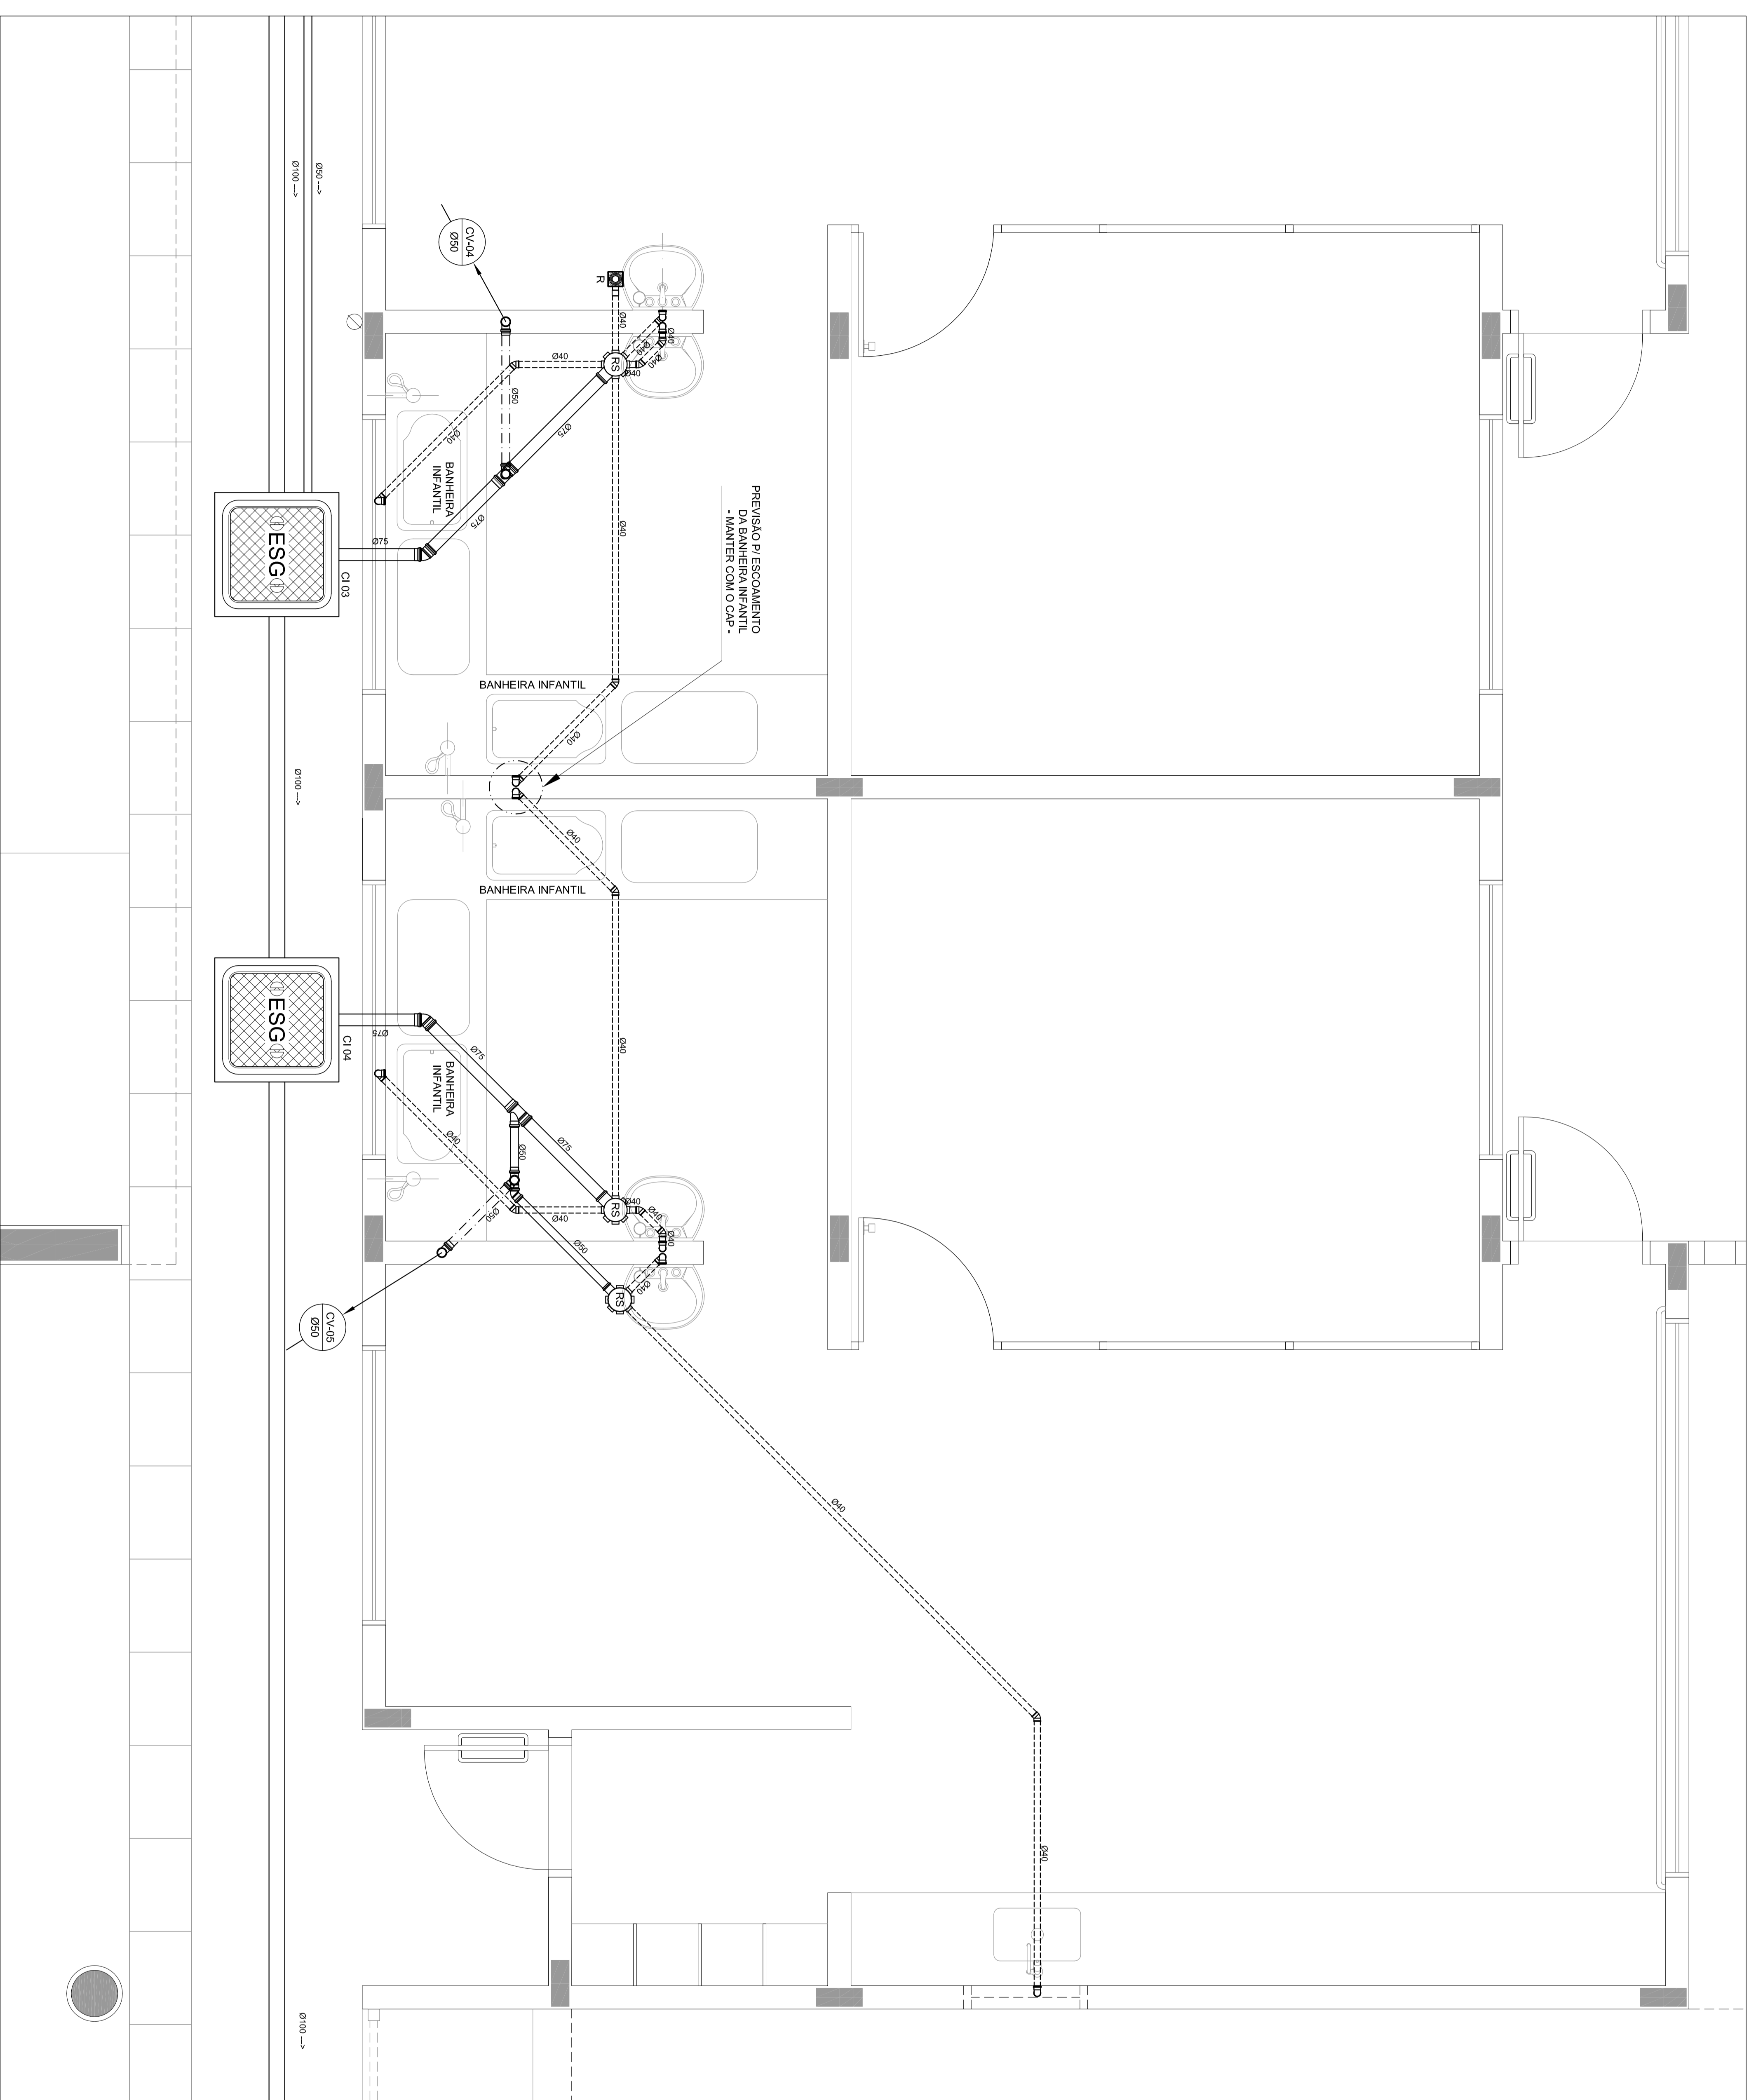 Ø50 --->
Ø100 --->
CV-04
Ø50
R
Ø40
Ø40
Ø40
Ø40
RS
Ø40
Ø40
Ø50
Ø75
Ø40
BANHEIRA
INFANTIL
Ø75
Ø75
Ø40
PREVISÃO P/ ESCOAMENTO
DA BANHEIRA INFANTIL
- MANTER COM O CAP -
ESG
CI 03
BANHEIRA INFANTIL
Ø40
Ø100 --->
Ø40
BANHEIRA INFANTIL
Ø40
ESG
CI 04
Ø75
Ø75
BANHEIRA
INFANTIL
Ø40
Ø75
Ø50
Ø50
Ø40
RS
Ø40
Ø40
Ø40
Ø50
Ø40
RS
CV-05
Ø50
Ø40
Ø40
Ø100 --->